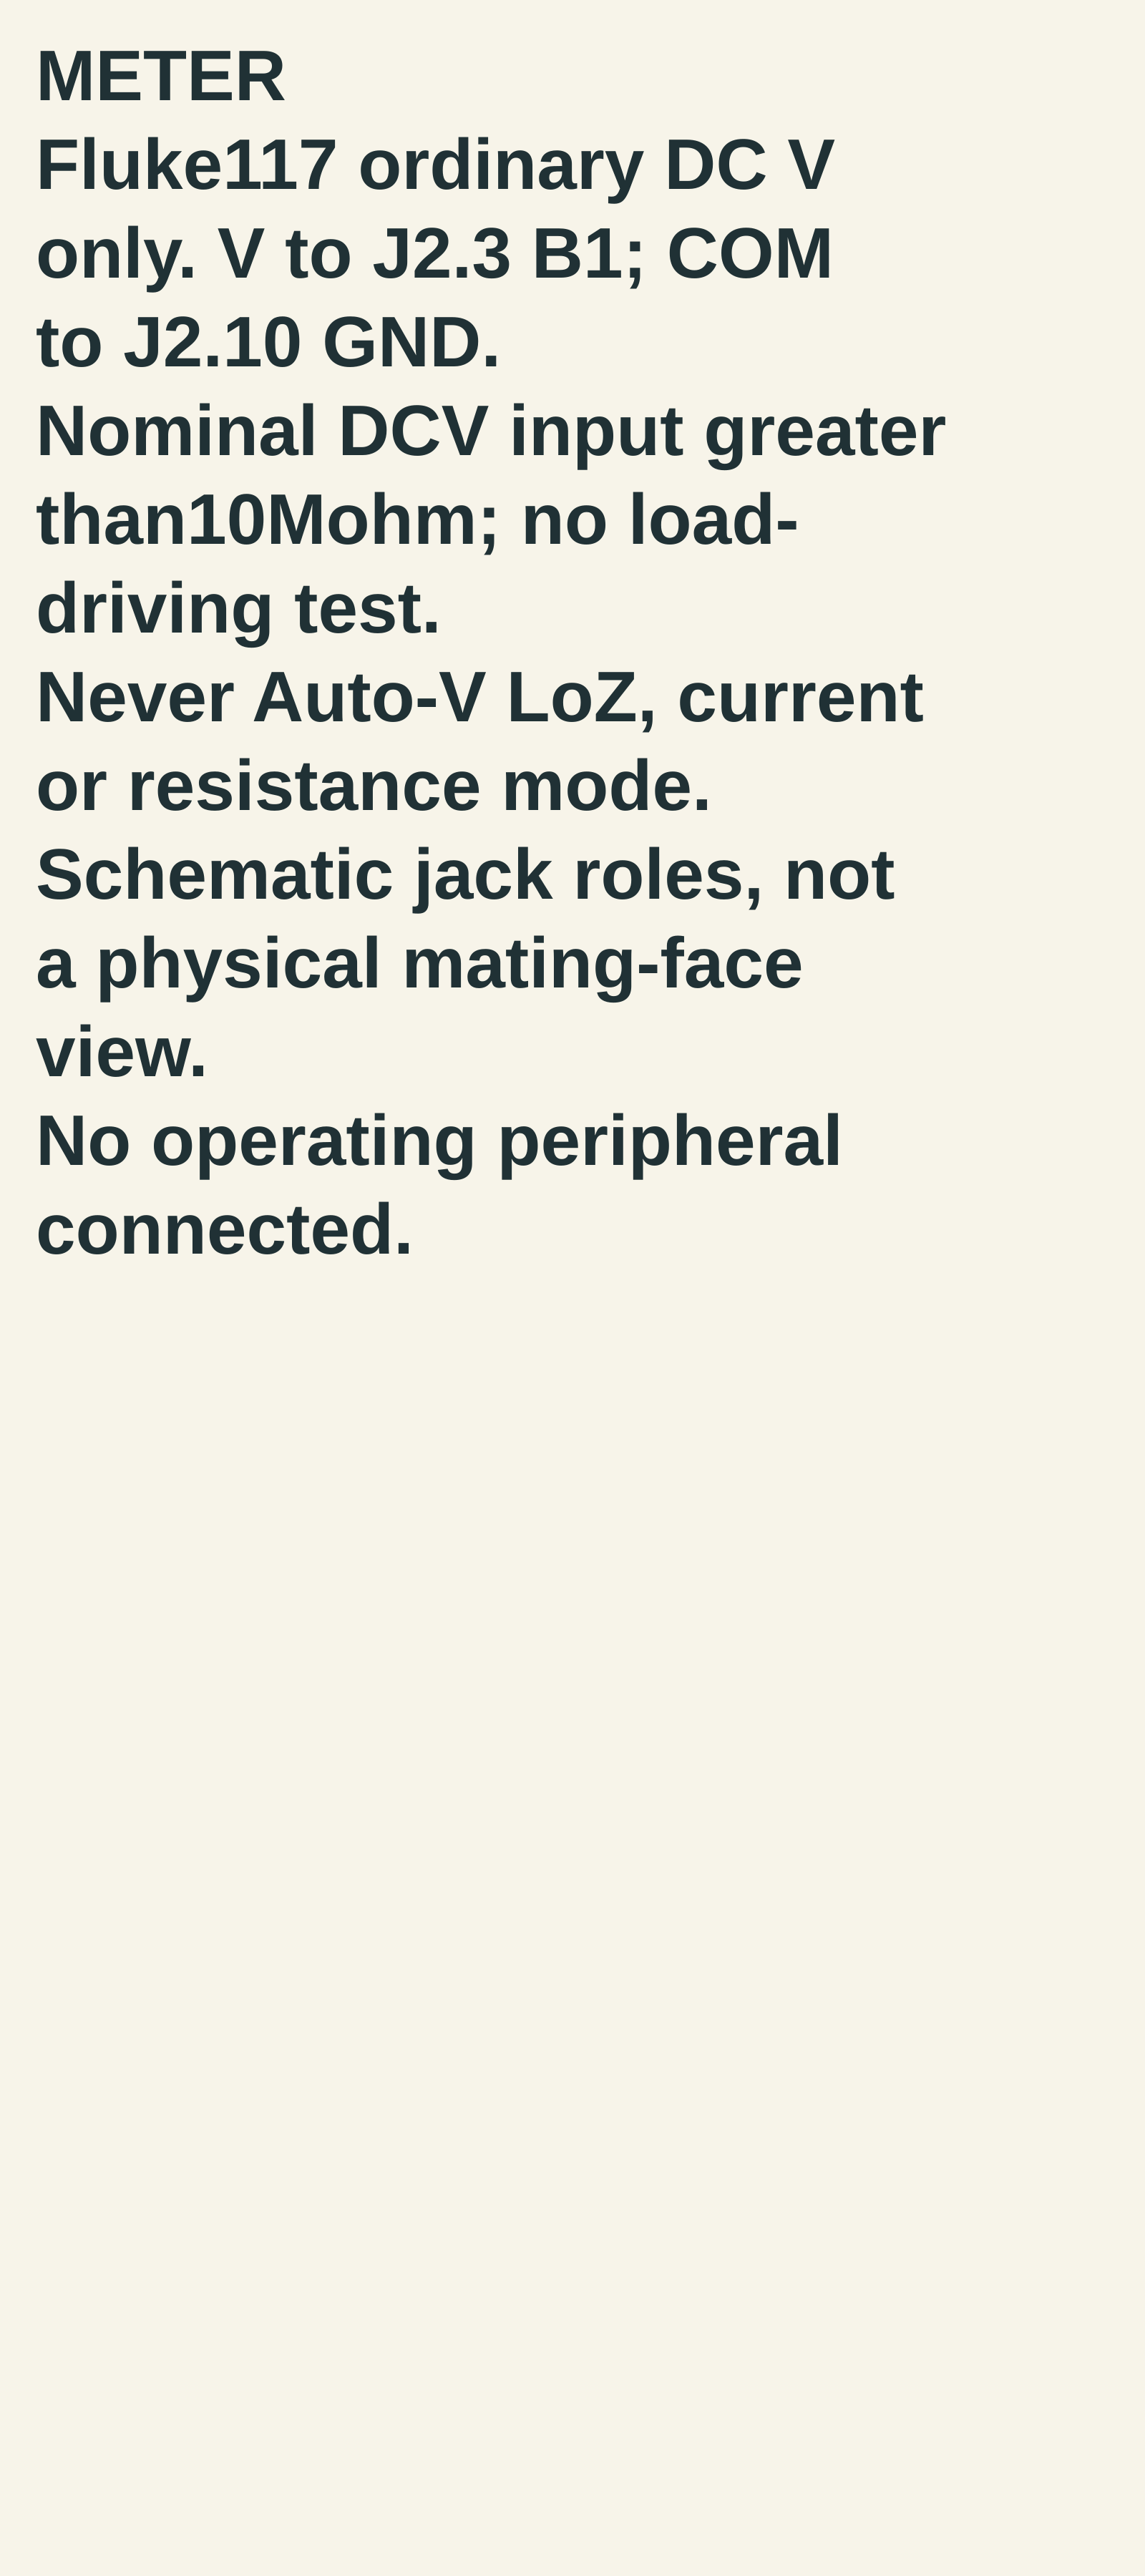 METER
Fluke117 ordinary DC V
only. V to J2.3 B1; COM
to J2.10 GND.
Nominal DCV input greater
than10Mohm; no load-
driving test.
Never Auto-V LoZ, current
or resistance mode.
Schematic jack roles, not
a physical mating-face
view.
No operating peripheral
connected.